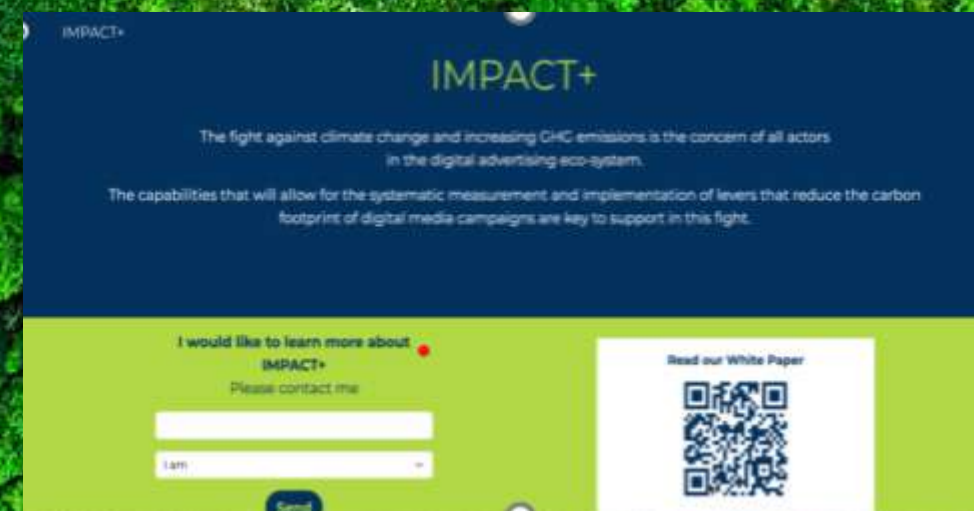 IMPACT+
IMPACT+
The fight against climate change and increasing GHG emissions is the concern of all actors
in the digital advertising eco-system.
The capabilities that will allow for the systematic measurement and implementation of levers that reduce the carbon
footprint of digital media campaigns are key to support in this fight.
I would like to learn more about
IMPACT+
Please contact me
I am
Send
Read our White Paper